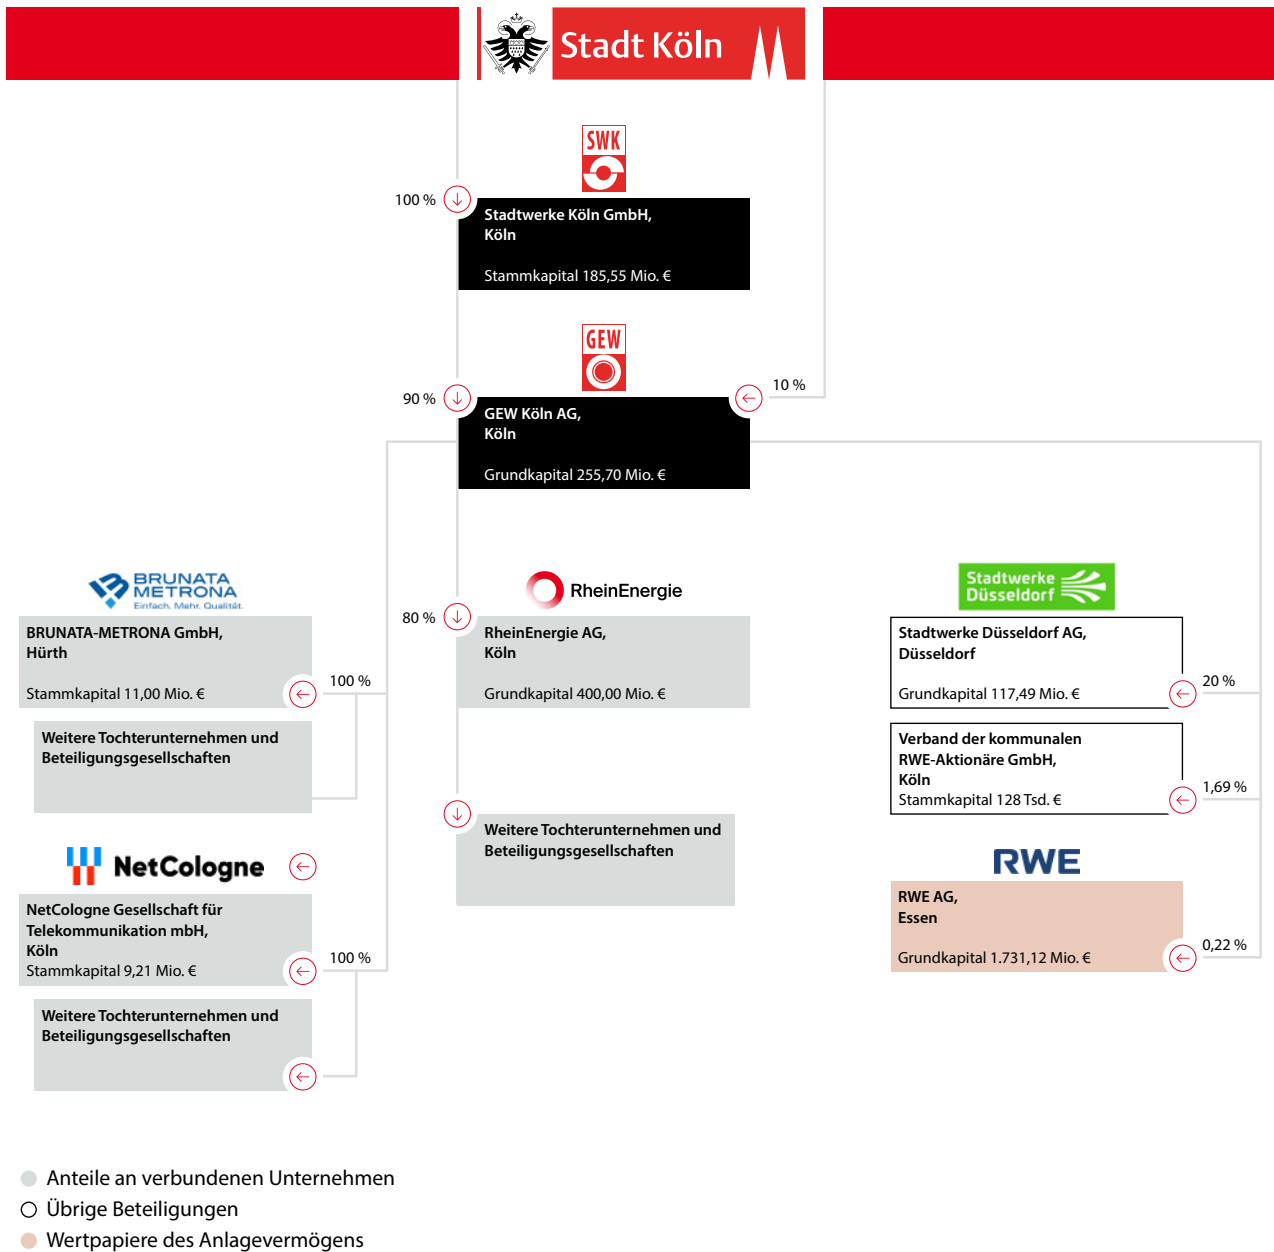 Stadt Köln
SWK
100 %
Stadtwerke Köln GmbH,
Köln
Stammkapital 185,55 Mio. €
GEW
10 %
90 %
GEW Köln AG,
Köln
Grundkapital 255,70 Mio. €
BRUNATA
METRONA
Einfach. Mehr. Qualität.
BRUNATA-METRONA GmbH,
Hürth
Stammkapital 11,00 Mio. €
100 %
Weitere Tochterunternehmen und
Beteiligungsgesellschaften
NetCologne
NetCologne Gesellschaft für
Telekommunikation mbH,
Köln
Stammkapital 9,21 Mio. €
100 %
Weitere Tochterunternehmen und
Beteiligungsgesellschaften
RheinEnergie
80 %
RheinEnergie AG,
Köln
Grundkapital 400,00 Mio. €
Weitere Tochterunternehmen und
Beteiligungsgesellschaften
Stadtwerke
Düsseldorf
Stadtwerke Düsseldorf AG,
Düsseldorf
Grundkapital 117,49 Mio. €
20 %
Verband der kommunalen
RWE-Aktionäre GmbH,
Köln
Stammkapital 128 Tsd. €
1,69 %
RWE
RWE AG,
Essen
Grundkapital 1.731,12 Mio. €
0,22 %
Anteile an verbundenen Unternehmen
Übrige Beteiligungen
Wertpapiere des Anlagevermögens